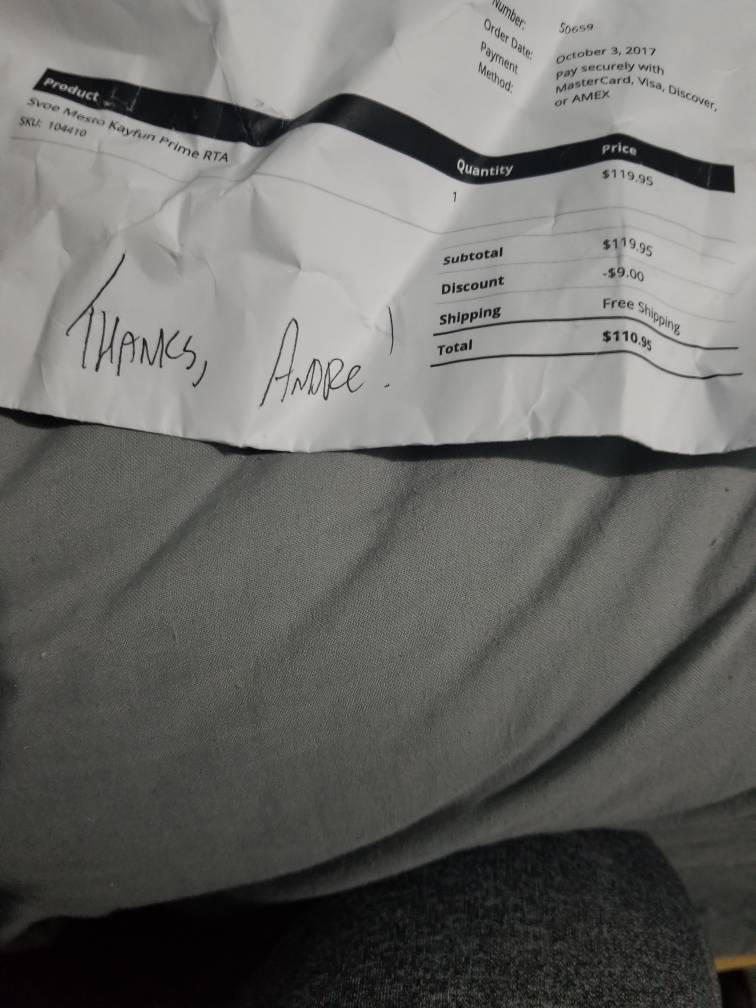 Number: 50659
Order Date: October 3, 2017
Payment Method: Pay securely with MasterCard, Visa, Discover, or AMEX
Product Quantity Price
Svoe Mesto Kayfun Prime RTA 1 $119.95
SKU: 104410
Subtotal $119.95
Discount -$9.00
Shipping Free Shipping
Total $110.95
THANKS, ANDRE!